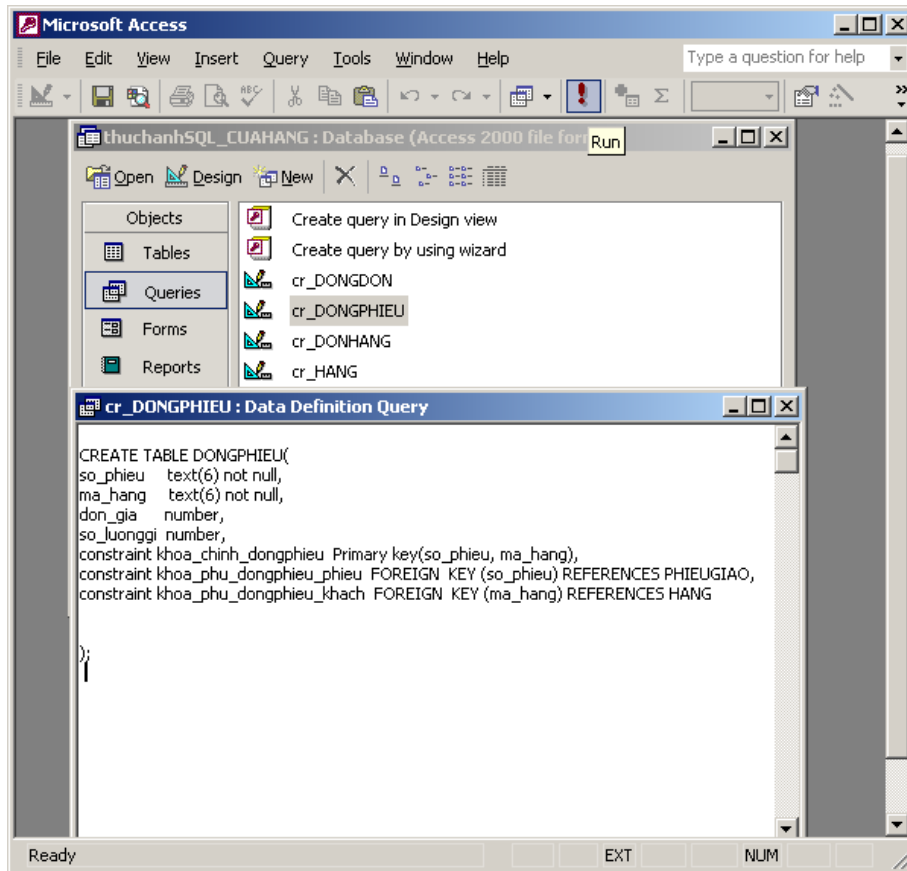 Microsoft Access
File Edit View Insert Query Tools Window Help Type a question for help
thuchanhSQL_CUAHANG : Database (Access 2000 file for
Run
Open Design New
Objects
Create query in Design view
Tables
Create query by using wizard
Queries
cr_DONGDON
cr_DONGPHIEU
Forms
cr_DONHANG
Reports
cr_HANG
cr_DONGPHIEU : Data Definition Query
CREATE TABLE DONGPHIEU(
so_phieu text(6) not null,
ma_hang text(6) not null,
don_gia number,
so_luonggi number,
constraint khoa_chinh_dongphieu Primary key(so_phieu, ma_hang),
constraint khoa_phu_dongphieu_phieu FOREIGN KEY (so_phieu) REFERENCES PHIEUGIAO,
constraint khoa_phu_dongphieu_khach FOREIGN KEY (ma_hang) REFERENCES HANG
);
Ready EXT NUM